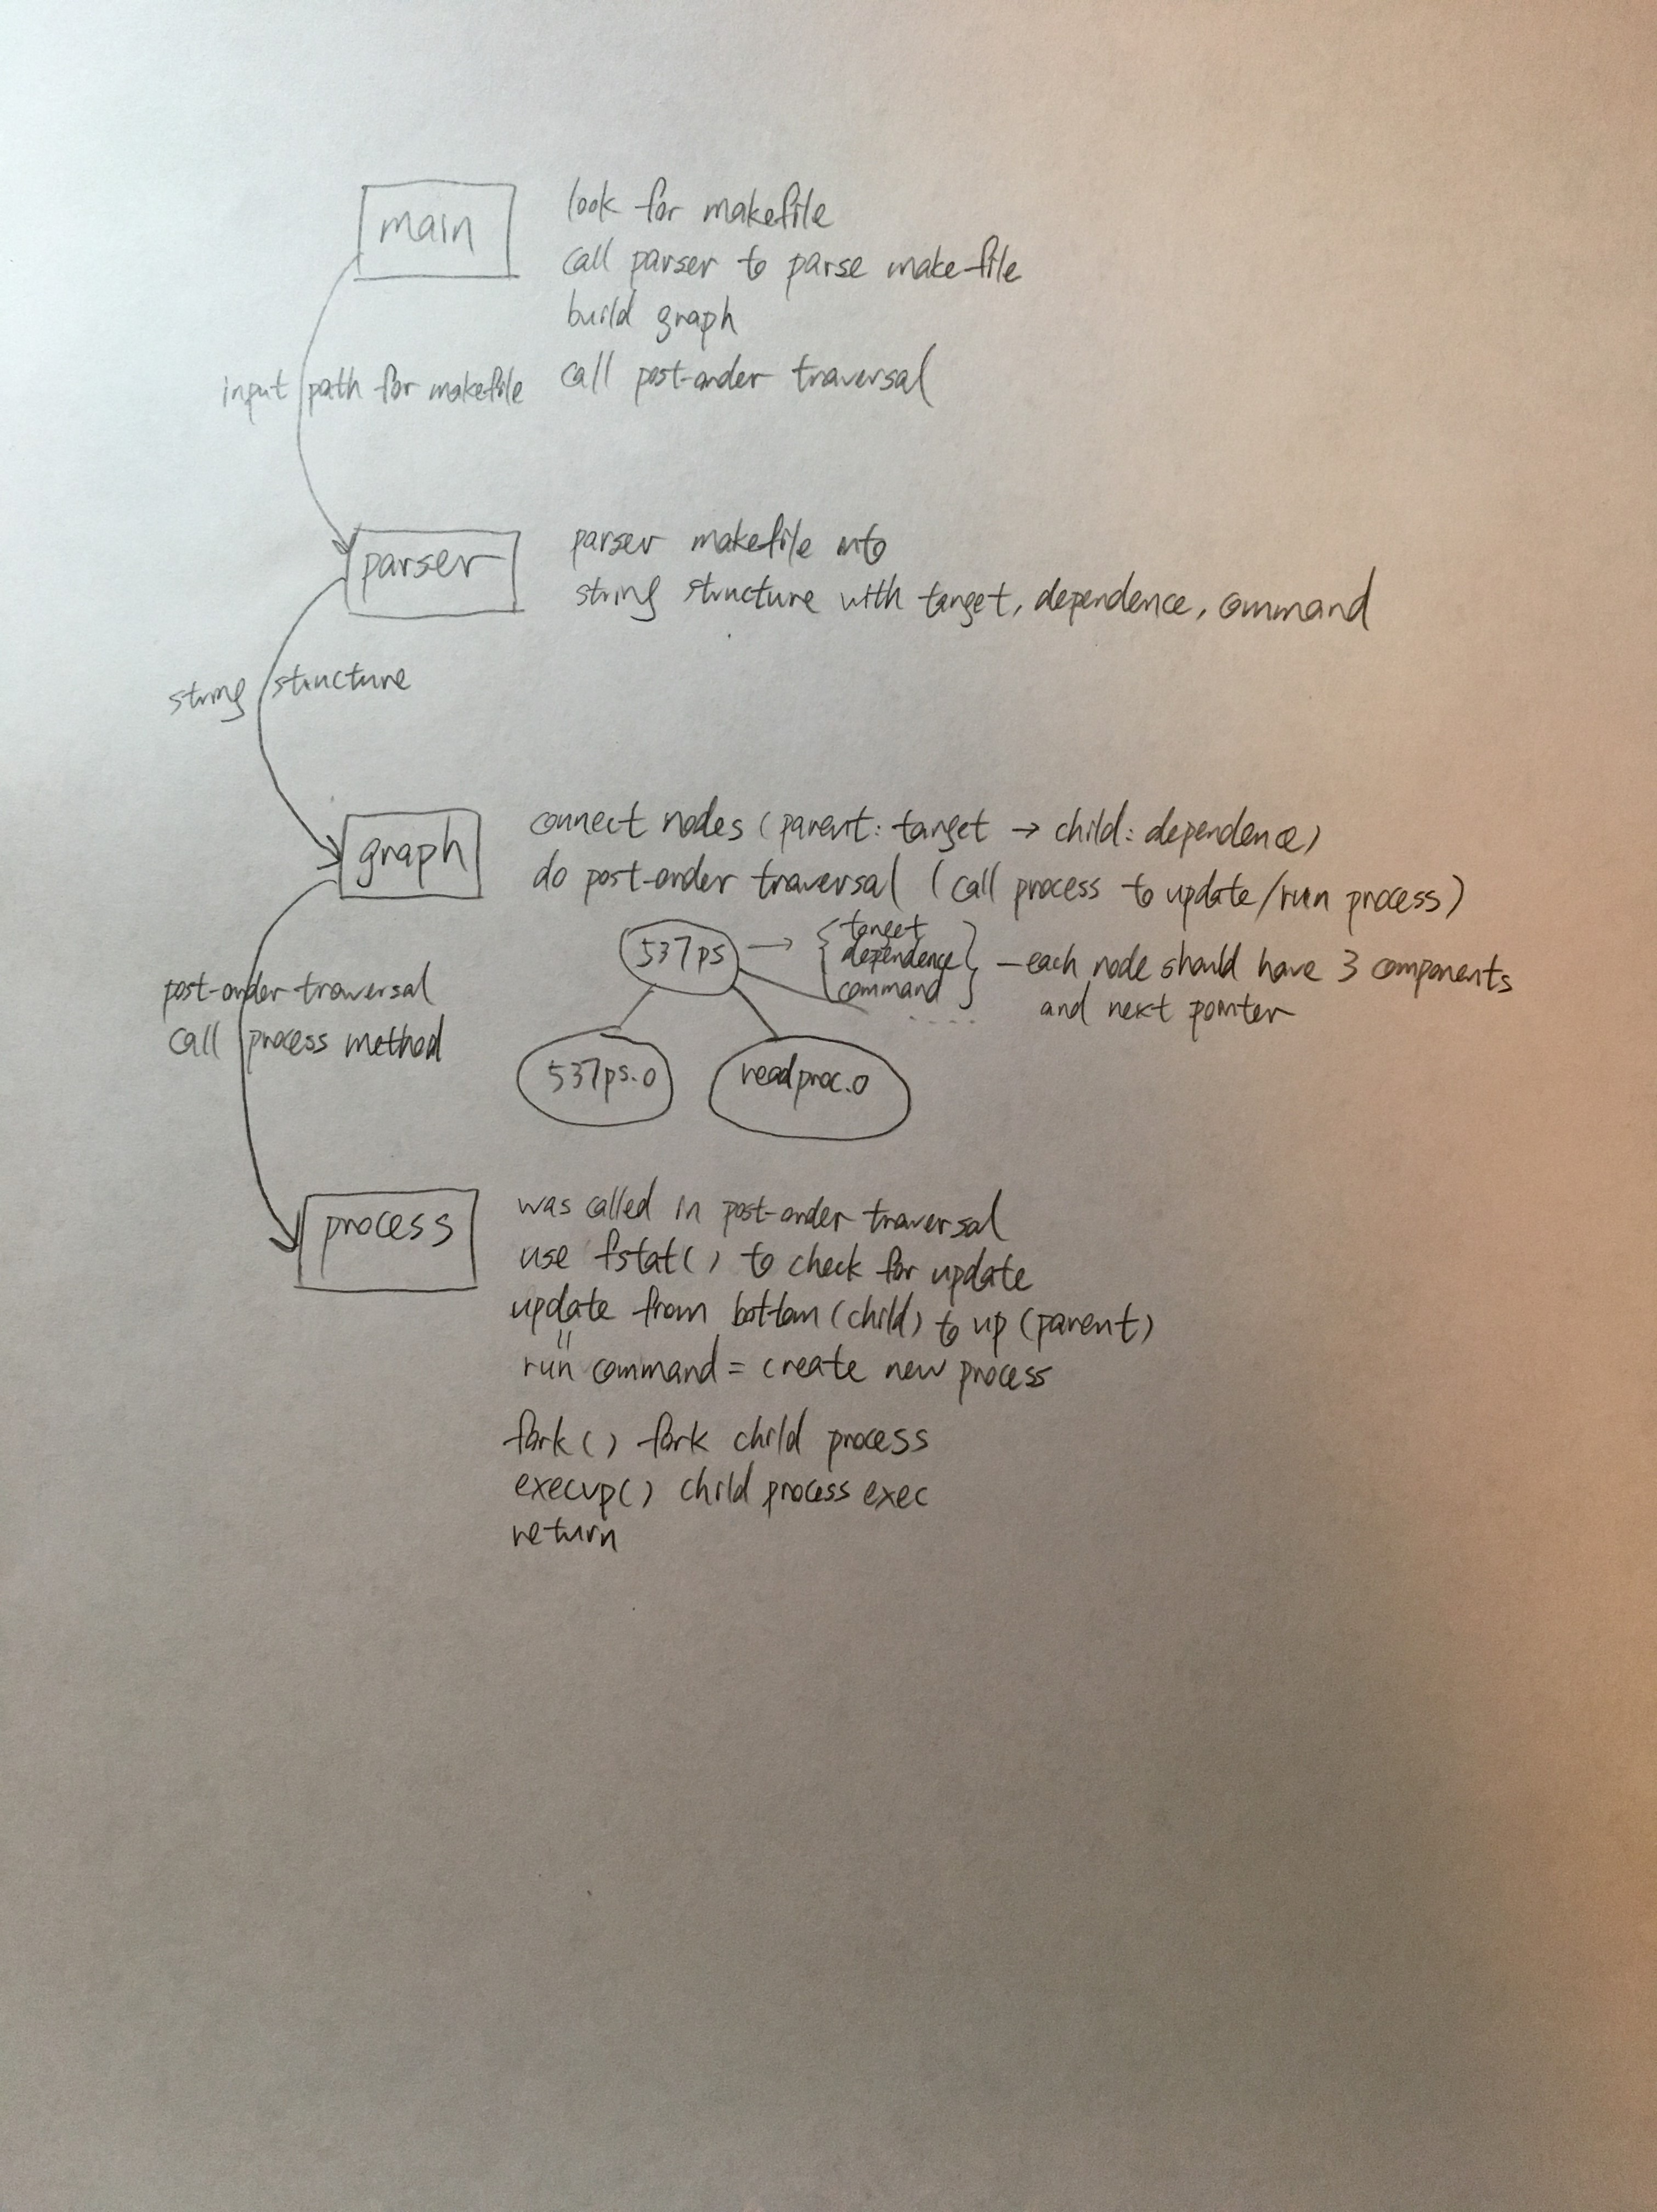 main
look for makefile
call parser to parse makefile
build graph
call post-order traversal
input path for makefile
parser
parser makefile into
string structure with target, dependence, command
string structure
graph
connect nodes (parent: target → child: dependence)
do post-order traversal (call process to update/run process)
537ps → { target
dependence
command } — each node should have 3 components
and next pointer
....
537ps.o
readproc.o
post-order traversal
call process method
process
was called in post-order traversal
use fstat() to check for update
update from bottom (child) to up (parent)
run command = create new process
fork() fork child process
execvp() child process exec
return